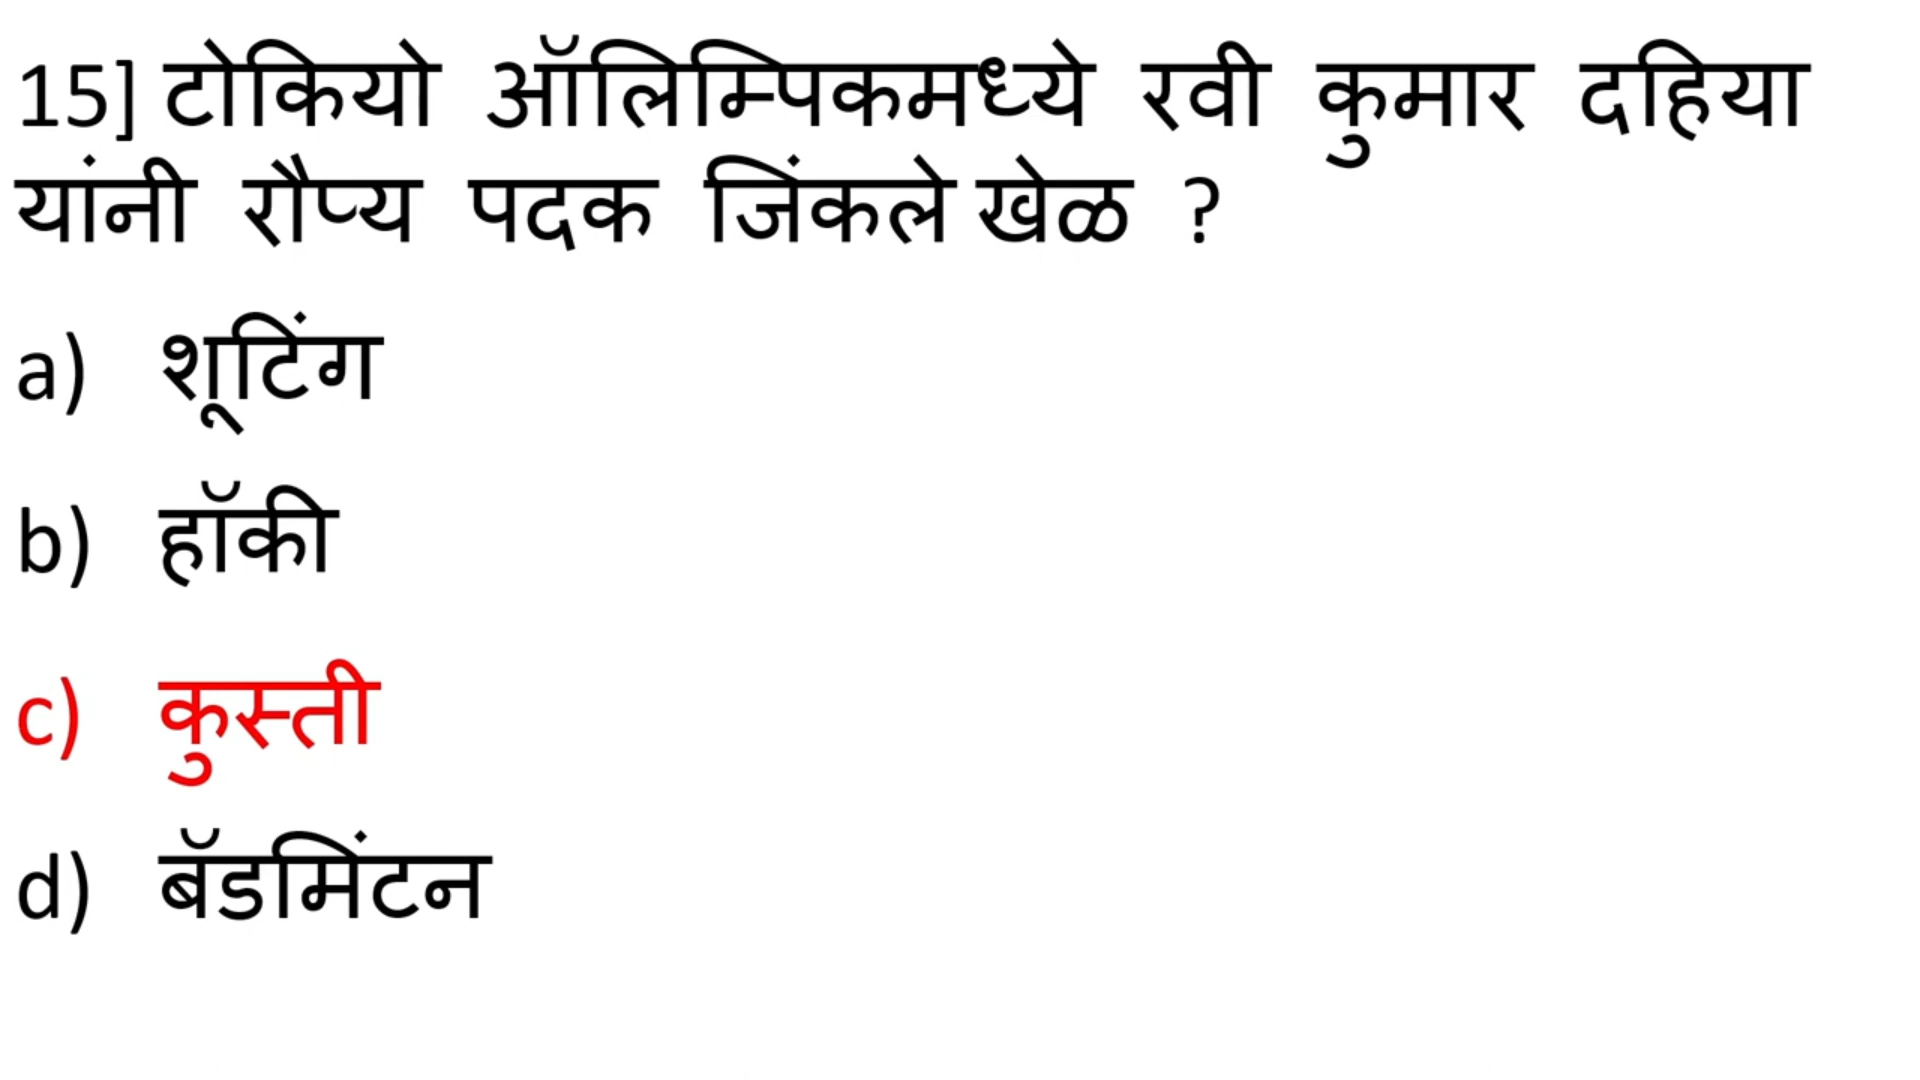 15] टोकियो ऑलिम्पिकमध्ये रवी कुमार दहिया
यांनी रौप्य पदक जिंकले खेळ ?
a) शूटिंग
b) हॉकी
c) कुस्ती
d) बॅडमिंटन